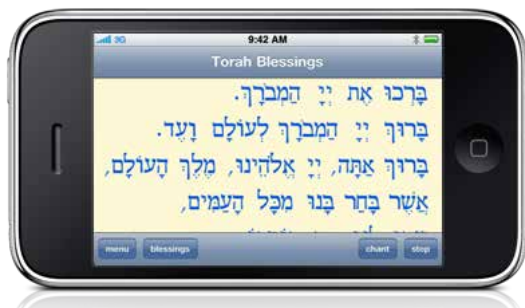 3G 9:42 AM
Torah Blessings
בָּרְכוּ אֶת יְיָ הַמְבֹרָךְ.
בָּרוּךְ יְיָ הַמְבֹרָךְ לְעוֹלָם וָעֶד.
בָּרוּךְ אַתָּה, יְיָ אֱלֹהֵינוּ, מֶלֶךְ הָעוֹלָם,
אֲשֶׁר בָּחַר בָּנוּ מִכָּל הָעַמִּים,
menu blessings chant stop